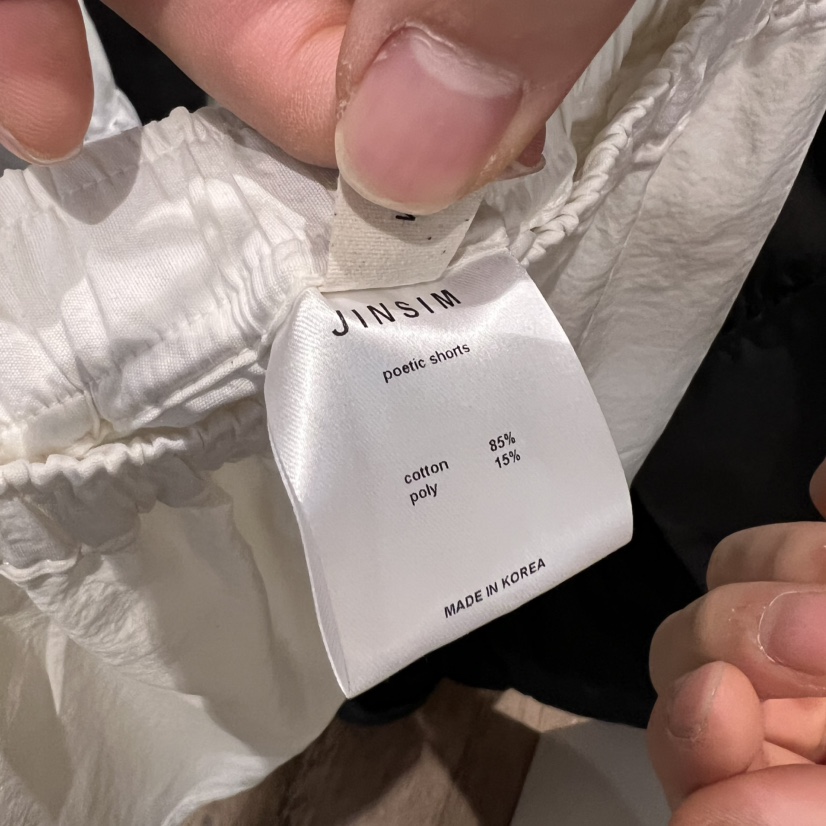 JINSIM
poetic shorts
cotton 85%
poly 15%
MADE IN KOREA